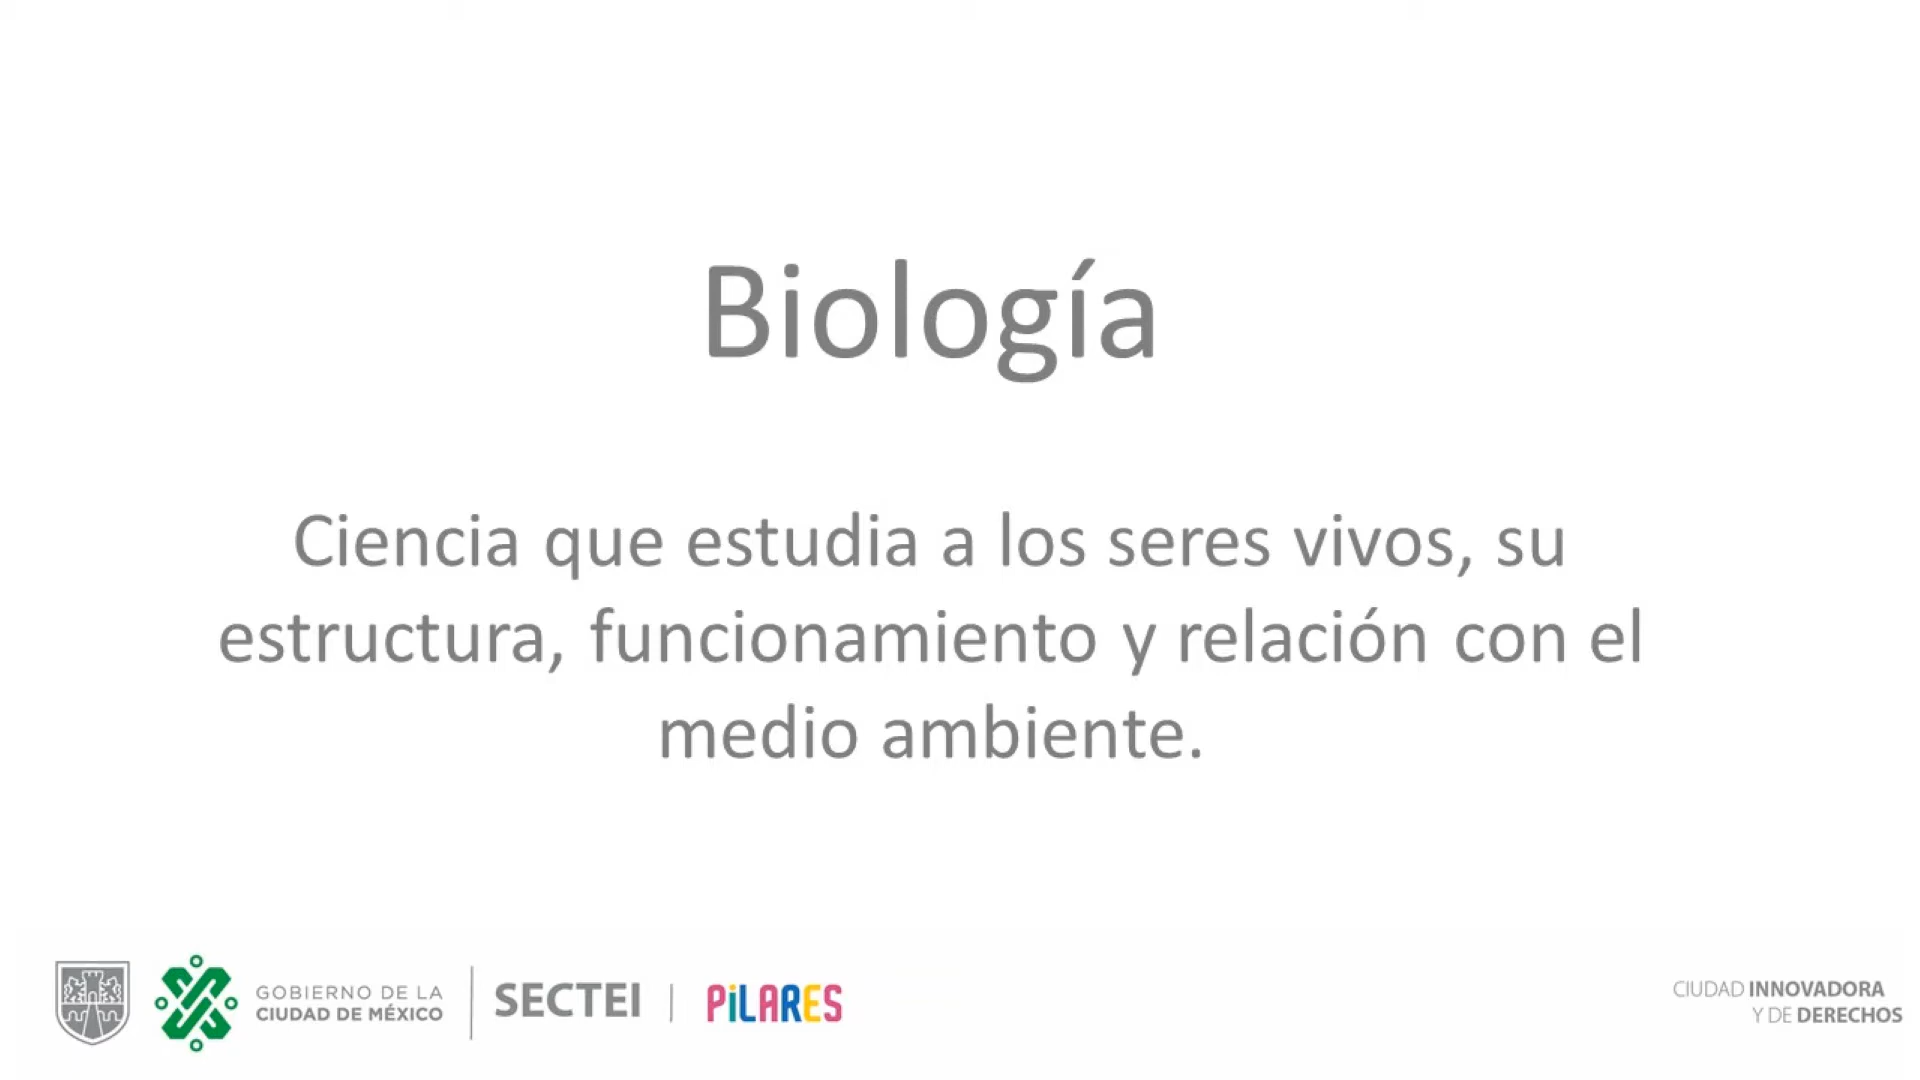 Biología
Ciencia que estudia a los seres vivos, su
estructura, funcionamiento y relación con el
medio ambiente.
GOBIERNO DE LA
CIUDAD DE MÉXICO
SECTEI
PiLARES
CIUDAD INNOVADORA
Y DE DERECHOS